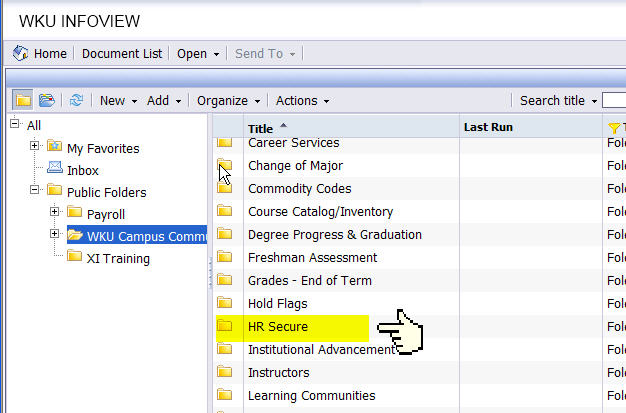 WKU INFOVIEW
Home Document List Open Send To
New Add Organize Actions Search title
All
My Favorites
Inbox
Public Folders
Payroll
WKU Campus Commu
XI Training
Title Last Run T
Career Services Fol
Change of Major Fol
Commodity Codes Fol
Course Catalog/Inventory Fol
Degree Progress & Graduation Fol
Freshman Assessment Fol
Grades - End of Term Fol
Hold Flags Fol
HR Secure Fol
Institutional Advancement Fol
Instructors Fol
Learning Communities Fol